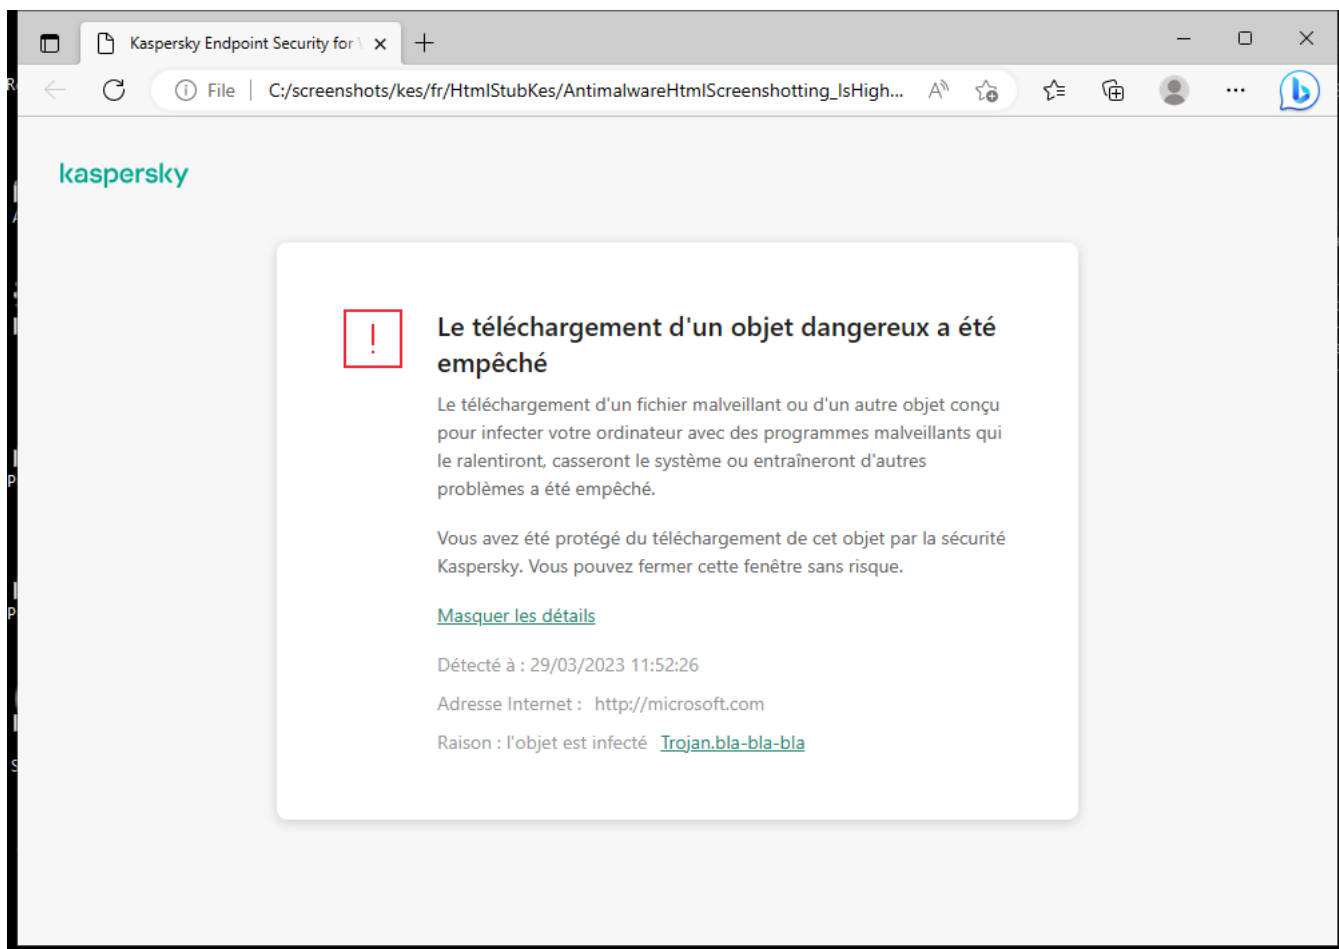 Kaspersky Endpoint Security for
File | C:/screenshots/kes/fr/HtmlStubKes/AntimalwareHtmlScreenshotting_IsHigh...
kaspersky
Le téléchargement d'un objet dangereux a été
empêché
Le téléchargement d'un fichier malveillant ou d'un autre objet conçu
pour infecter votre ordinateur avec des programmes malveillants qui
le ralentiront, casseront le système ou entraîneront d'autres
problèmes a été empêché.
Vous avez été protégé du téléchargement de cet objet par la sécurité
Kaspersky. Vous pouvez fermer cette fenêtre sans risque.
Masquer les détails
Détecté à : 29/03/2023 11:52:26
Adresse Internet : http://microsoft.com
Raison : l'objet est infecté Trojan.bla-bla-bla